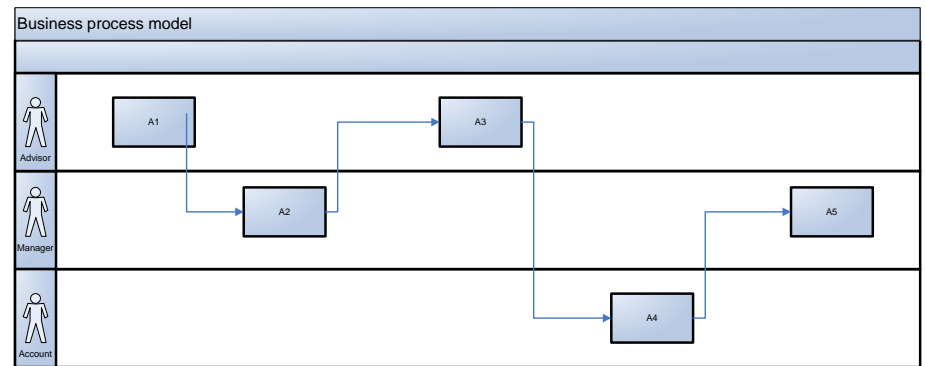 Business process model
A1
A3
Advisor
A2
A5
Manager
A4
Account